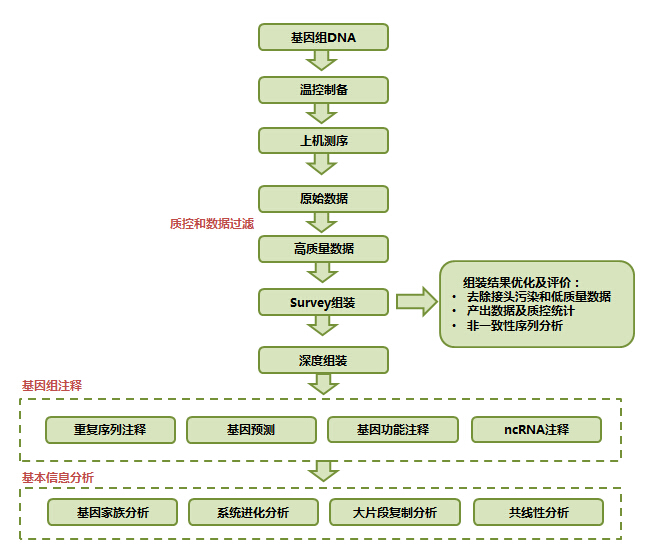 基因组DNA
温控制备
上机测序
原始数据
质控和数据过滤
高质量数据
Survey组装
组装结果优化及评价：
• 去除接头污染和低质量数据
• 产出数据及质控统计
• 非一致性序列分析
深度组装
基因组注释
重复序列注释 基因预测 基因功能注释 ncRNA注释
基本信息分析
基因家族分析 系统进化分析 大片段复制分析 共线性分析